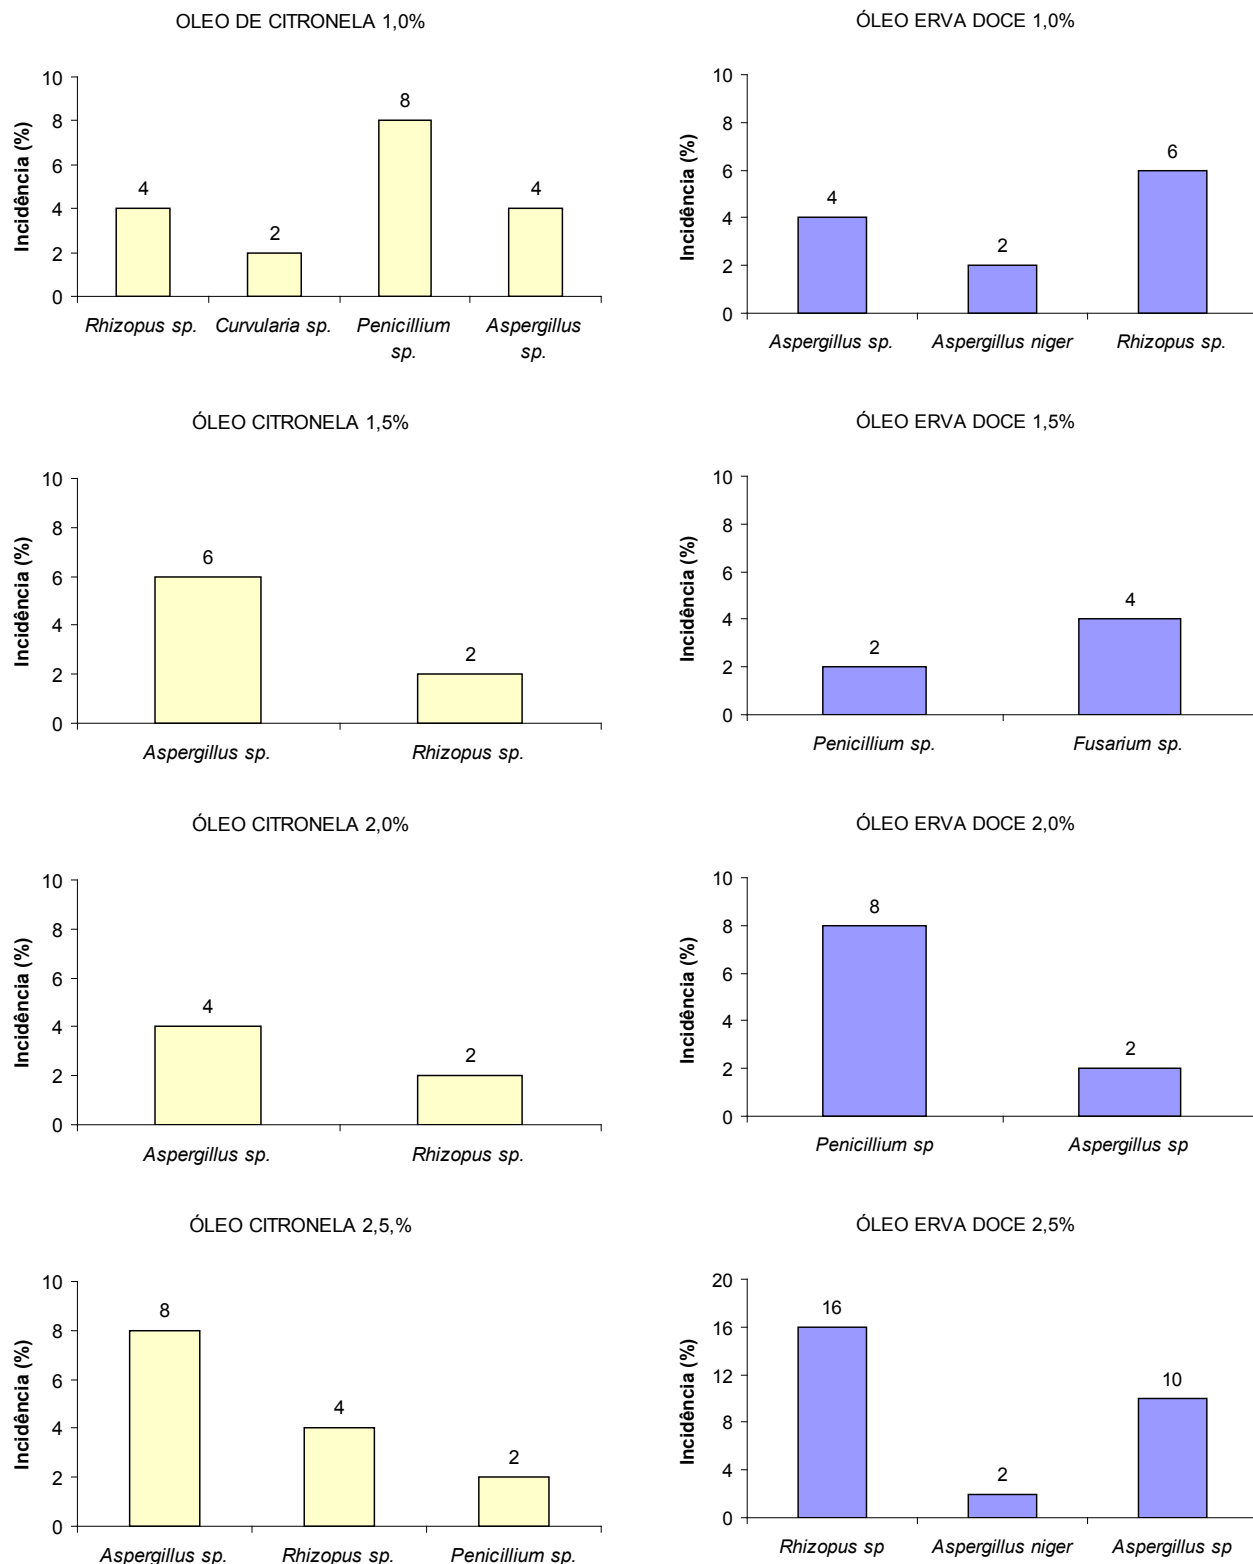 OLEO DE CITRONELA 1,0%
Incidência (%)
10
8
6
4
2
0
4
2
8
4
Rhizopus sp.
Curvularia sp.
Penicillium
sp.
Aspergillus
sp.
ÓLEO ERVA DOCE 1,0%
Incidência (%)
10
8
6
4
2
0
4
2
6
Aspergillus sp.
Aspergillus niger
Rhizopus sp.
ÓLEO CITRONELA 1,5%
Incidência (%)
10
8
6
4
2
0
6
2
Aspergillus sp.
Rhizopus sp.
ÓLEO ERVA DOCE 1,5%
Incidência (%)
10
8
6
4
2
0
2
4
Penicillium sp.
Fusarium sp.
ÓLEO CITRONELA 2,0%
Incidência (%)
10
8
6
4
2
0
4
2
Aspergillus sp.
Rhizopus sp.
ÓLEO ERVA DOCE 2,0%
Incidência (%)
10
8
6
4
2
0
8
2
Penicillium sp
Aspergillus sp
ÓLEO CITRONELA 2,5,%
Incidência (%)
10
8
6
4
2
0
8
4
2
Aspergillus sp.
Rhizopus sp.
Penicillium sp.
ÓLEO ERVA DOCE 2,5%
Incidência (%)
20
16
12
8
4
0
16
2
10
Rhizopus sp
Aspergillus niger
Aspergillus sp